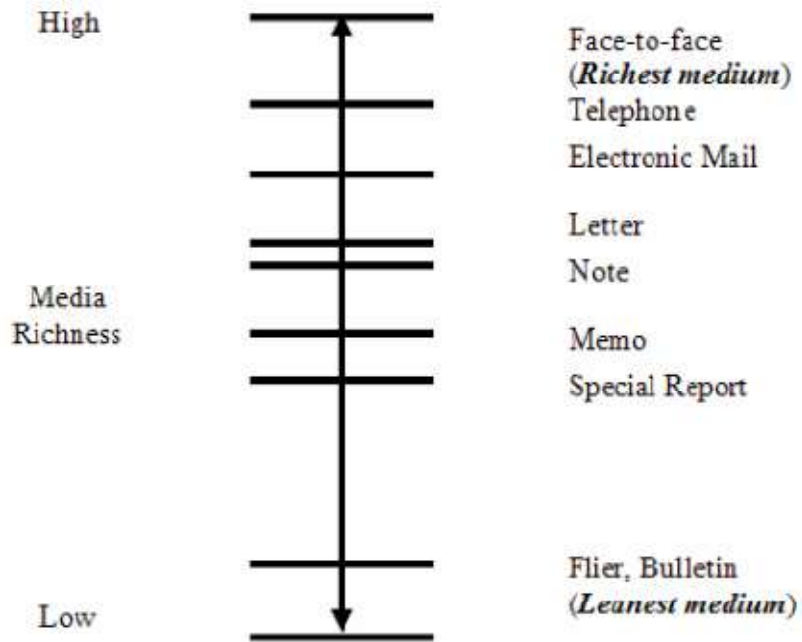 High
Face-to-face
(Richest medium)
Telephone
Electronic Mail
Letter
Note
Media
Richness
Memo
Special Report
Flier, Bulletin
(Leanest medium)
Low